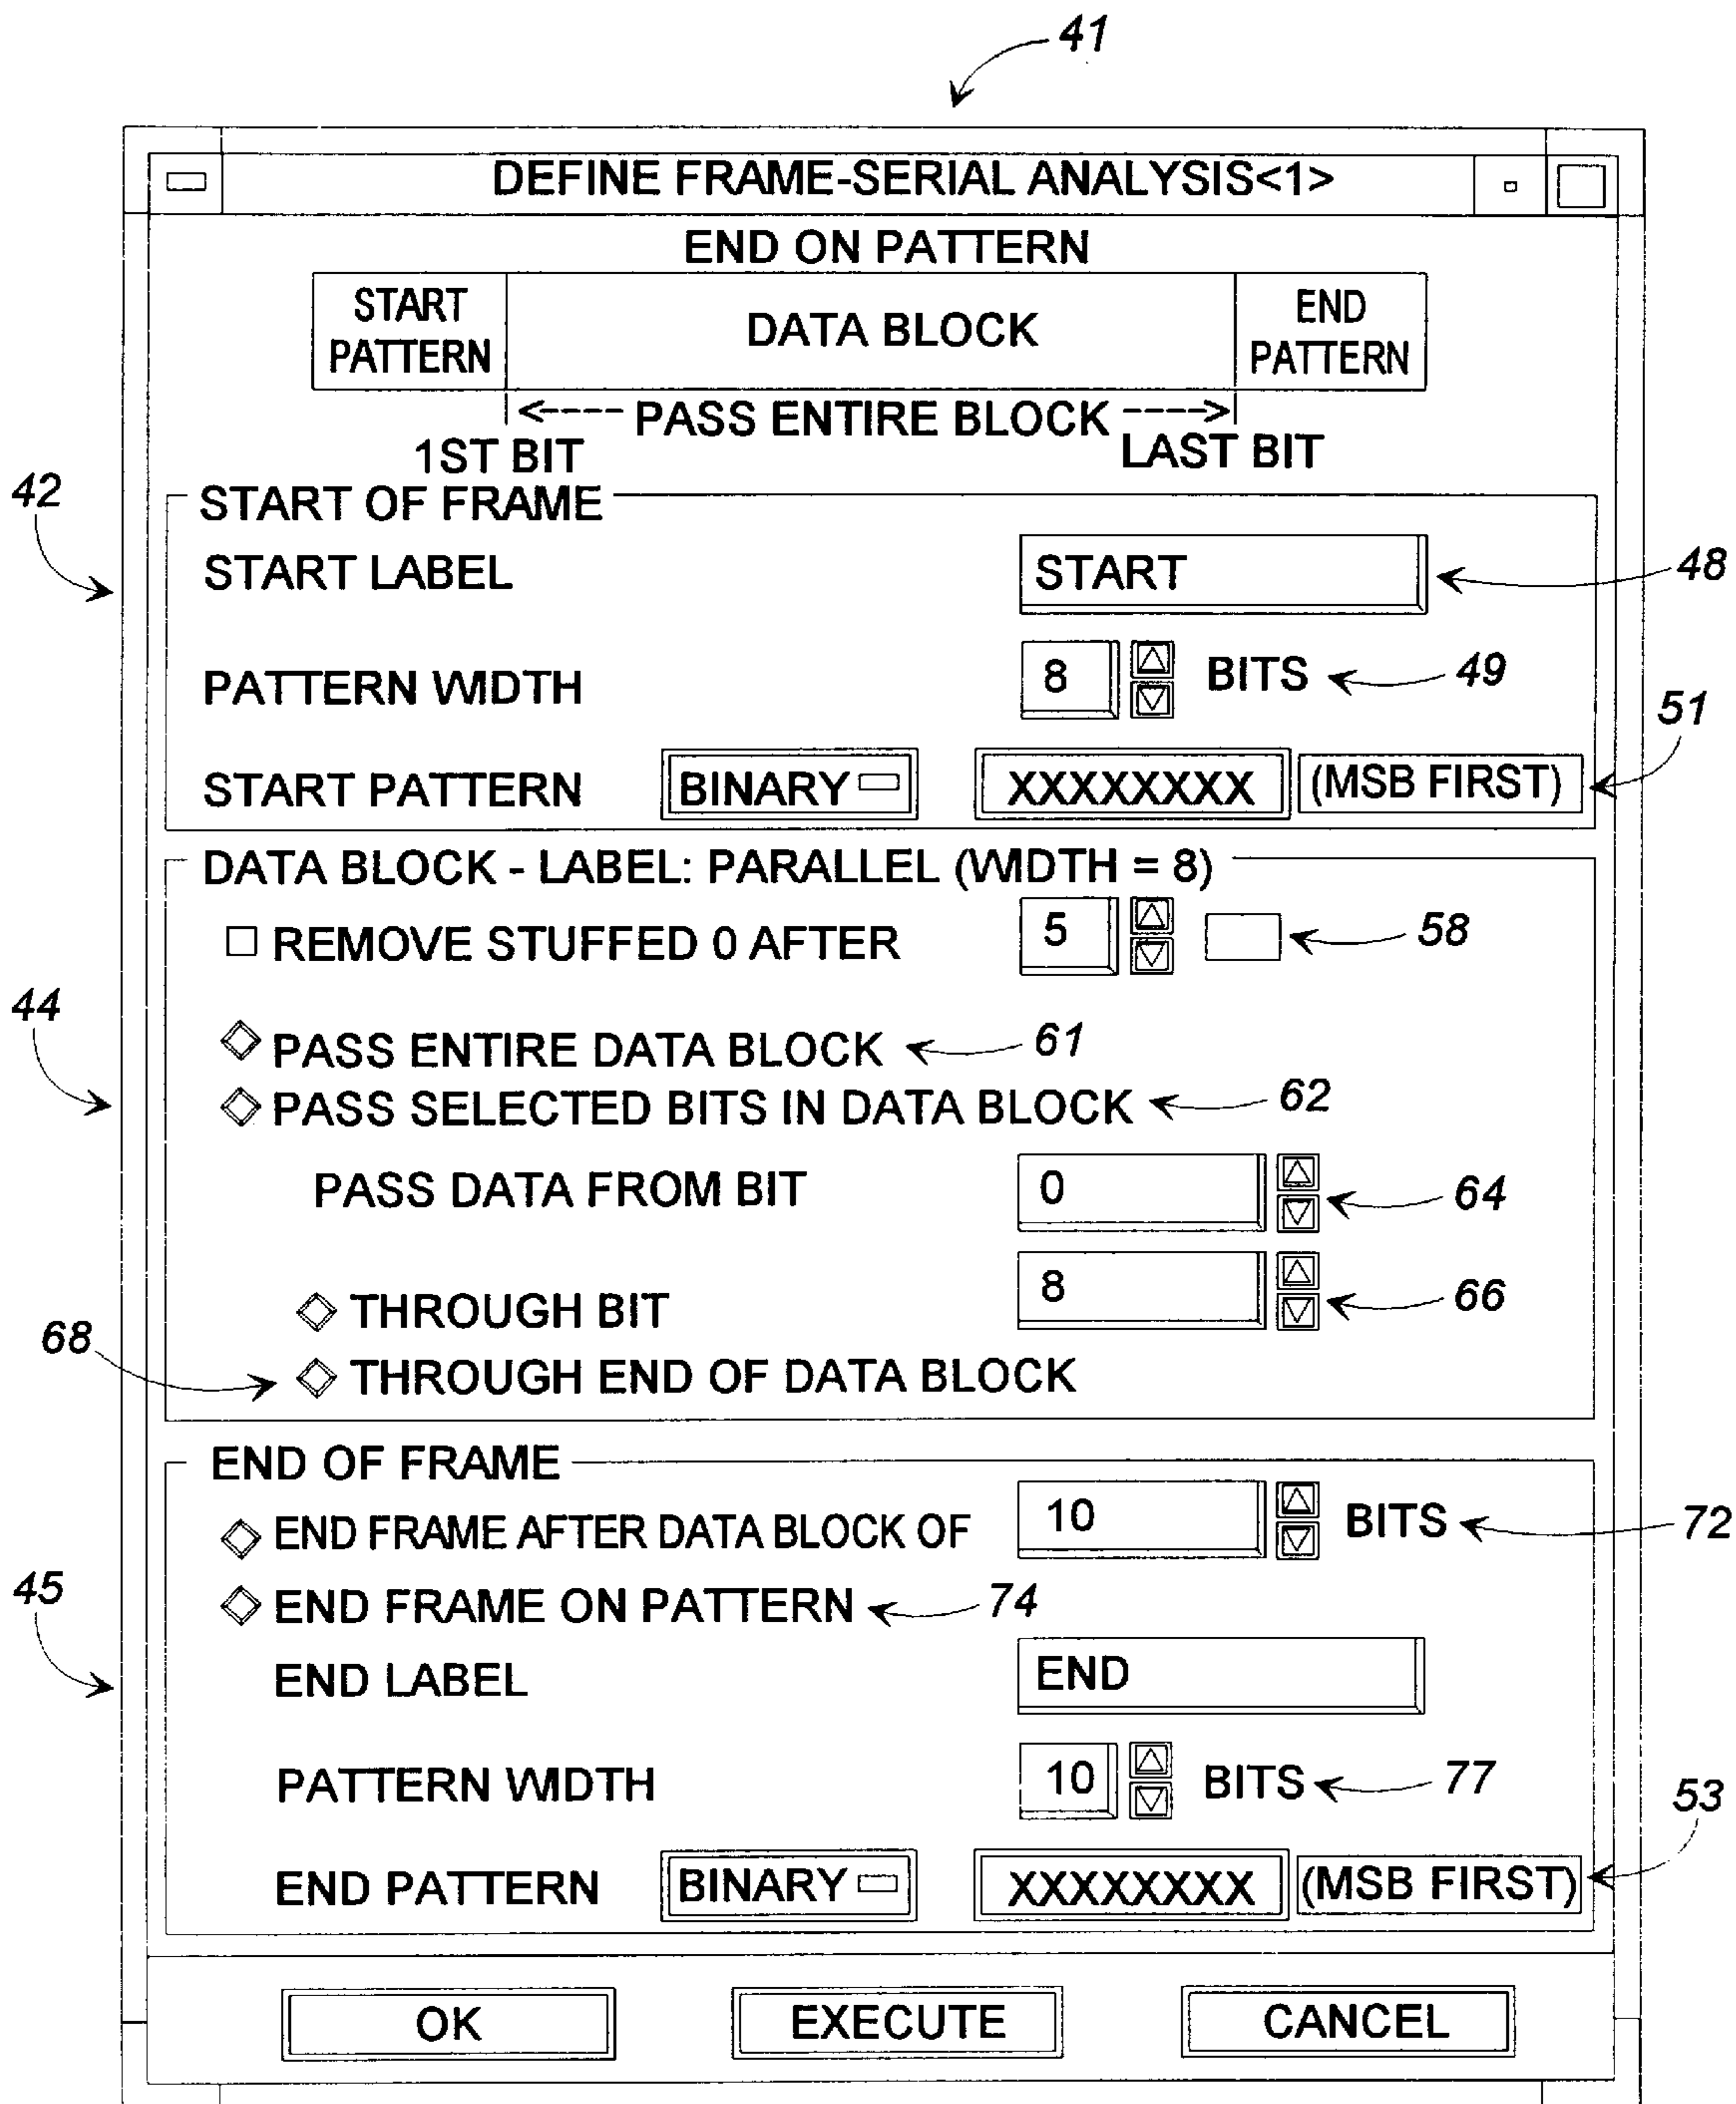 41
DEFINE FRAME-SERIAL ANALYSIS<1>
END ON PATTERN
START PATTERN
DATA BLOCK
END PATTERN
<---- PASS ENTIRE BLOCK ---->
1ST BIT
LAST BIT
42
START OF FRAME
START LABEL START 48
PATTERN WIDTH 8 BITS 49
51
START PATTERN BINARY XXXXXXXX (MSB FIRST)
DATA BLOCK - LABEL: PARALLEL (WIDTH = 8)
REMOVE STUFFED 0 AFTER 5 58
44
PASS ENTIRE DATA BLOCK 61
PASS SELECTED BITS IN DATA BLOCK 62
PASS DATA FROM BIT 0 64
THROUGH BIT 8 66
68
THROUGH END OF DATA BLOCK
END OF FRAME
END FRAME AFTER DATA BLOCK OF 10 BITS 72
45
END FRAME ON PATTERN 74
END LABEL END
PATTERN WIDTH 10 BITS 77
53
END PATTERN BINARY XXXXXXXX (MSB FIRST)
OK EXECUTE CANCEL